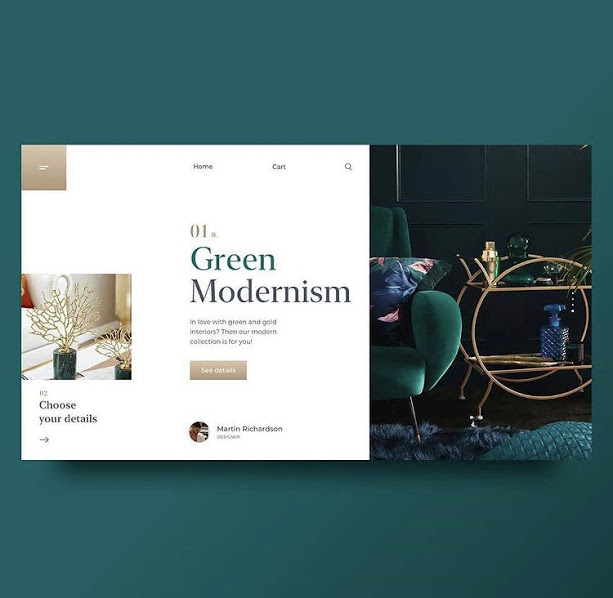 Home
Cart
01 s.
Green
Modernism
In love with green and gold
interiors? Then our modern
collection is for you!
See details
02
Choose
your details
Martin Richardson
DESIGNER